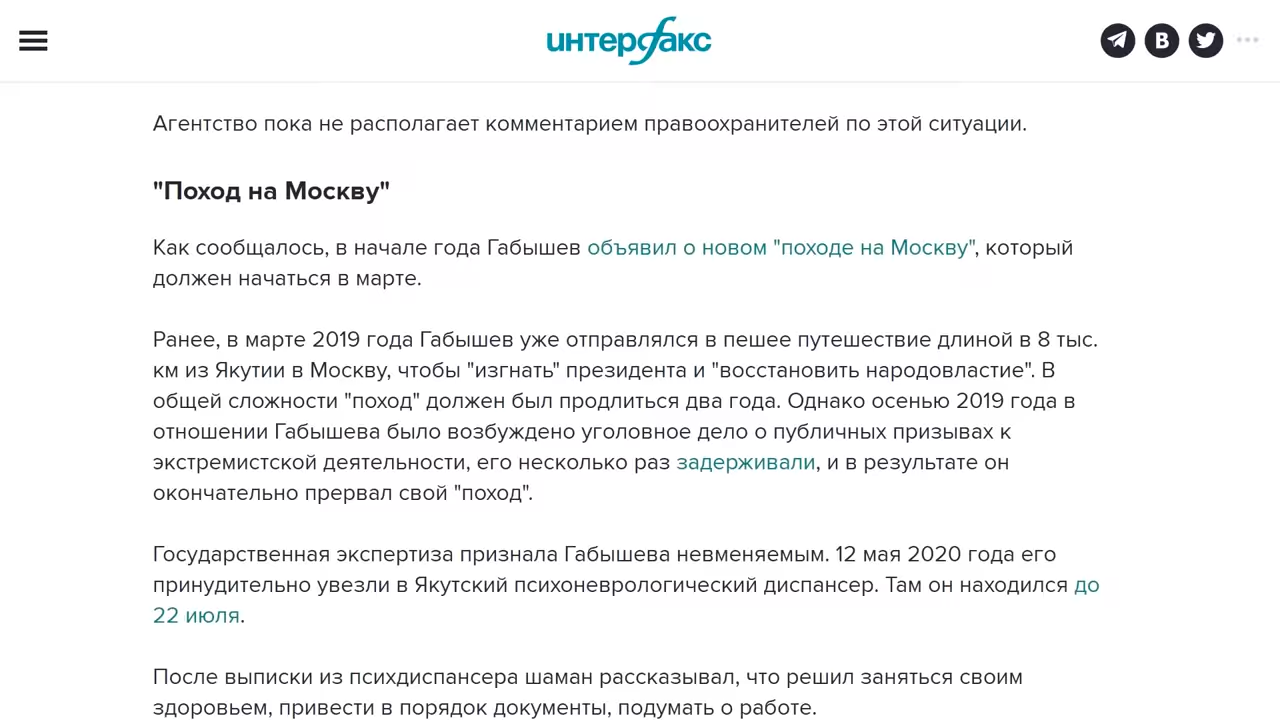 интерфакс
Агентство пока не располагает комментарием правоохранителей по этой ситуации.
"Поход на Москву"
Как сообщалось, в начале года Габышев объявил о новом "походе на Москву", который
должен начаться в марте.
Ранее, в марте 2019 года Габышев уже отправлялся в пешее путешествие длиной в 8 тыс.
км из Якутии в Москву, чтобы "изгнать" президента и "восстановить народовластие". В
общей сложности "поход" должен был продлиться два года. Однако осенью 2019 года в
отношении Габышева было возбуждено уголовное дело о публичных призывах к
экстремистской деятельности, его несколько раз задерживали, и в результате он
окончательно прервал свой "поход".
Государственная экспертиза признала Габышева невменяемым. 12 мая 2020 года его
принудительно увезли в Якутский психоневрологический диспансер. Там он находился до
22 июля.
После выписки из психдиспансера шаман рассказывал, что решил заняться своим
здоровьем, привести в порядок документы, подумать о работе.